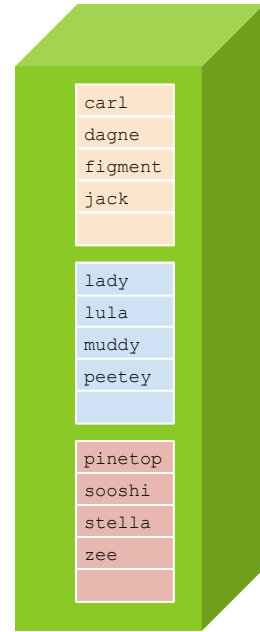 carl
dagne
figment
jack
lady
lula
muddy
peetey
pinetop
sooshi
stella
zee